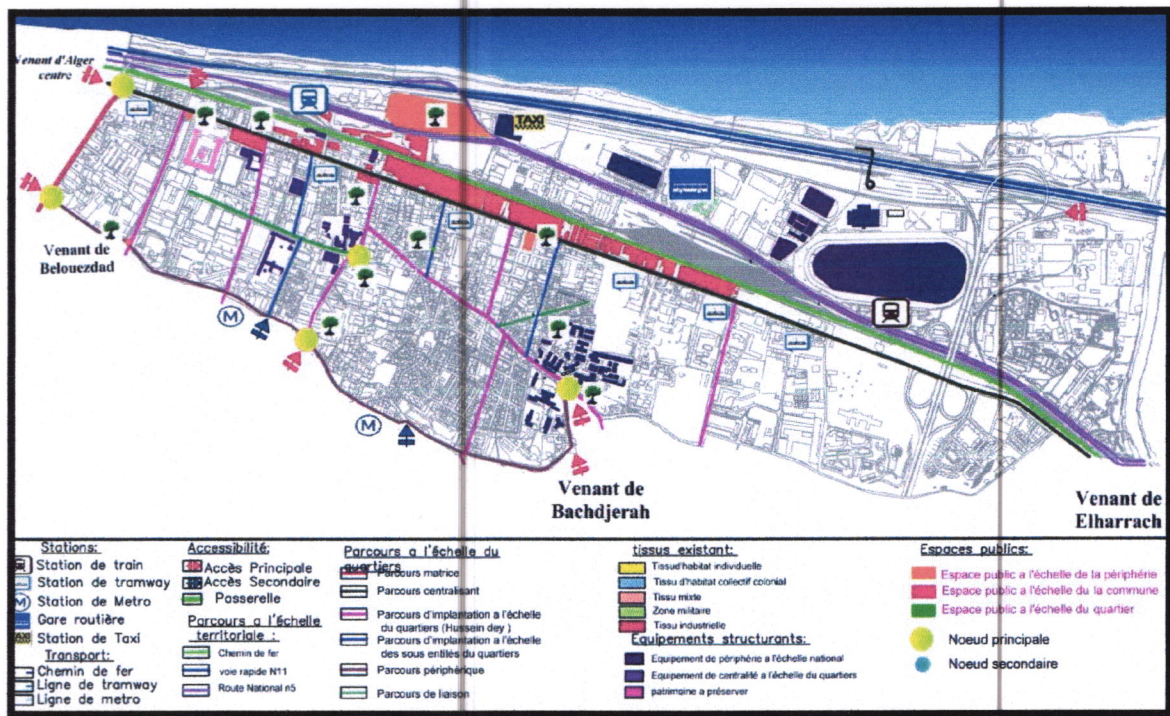 Venant d'Alger
centre
TAXI
Venant de
Belouezdad
M
M
Venant de
Bachdjerah
Venant de
Elharrach
Stations:
Station de train
Station de tramway
M Station de Metro
Gare routière
TAXI Station de Taxi
Transport:
Chemin de fer
Ligne de tramway
Ligne de metro
Accessibilité:
Accès Principale
Accès Secondaire
Passerelle
Parcours a l'échelle
territoriale :
Chemin de fer
voie rapide N11
Route National n5
Parcours a l'échelle du
quartiers
Parcours matrice
Parcours centralisant
Parcours d'implantation a l'échelle
du quartiers (Hussein dey )
Parcours d'implantation a l'échelle
des sous entités du quartiers
Parcours périphérique
Parcours de liaison
tissus existant:
Tissu d'habitat individuelle
Tissu d'habitat collectif colonial
Tissu mixte
Zone militaire
Tissu industrielle
Equipements structurants:
Equipement de périphérie a l'échelle national
Equipement de centralité a l'échelle du quartiers
patrimoine a préserver
Espaces publics:
Espace public a l'échelle de la périphérie
Espace public a l'échelle du la commune
Espace public a l'échelle du quartier
Noeud principale
Noeud secondaire